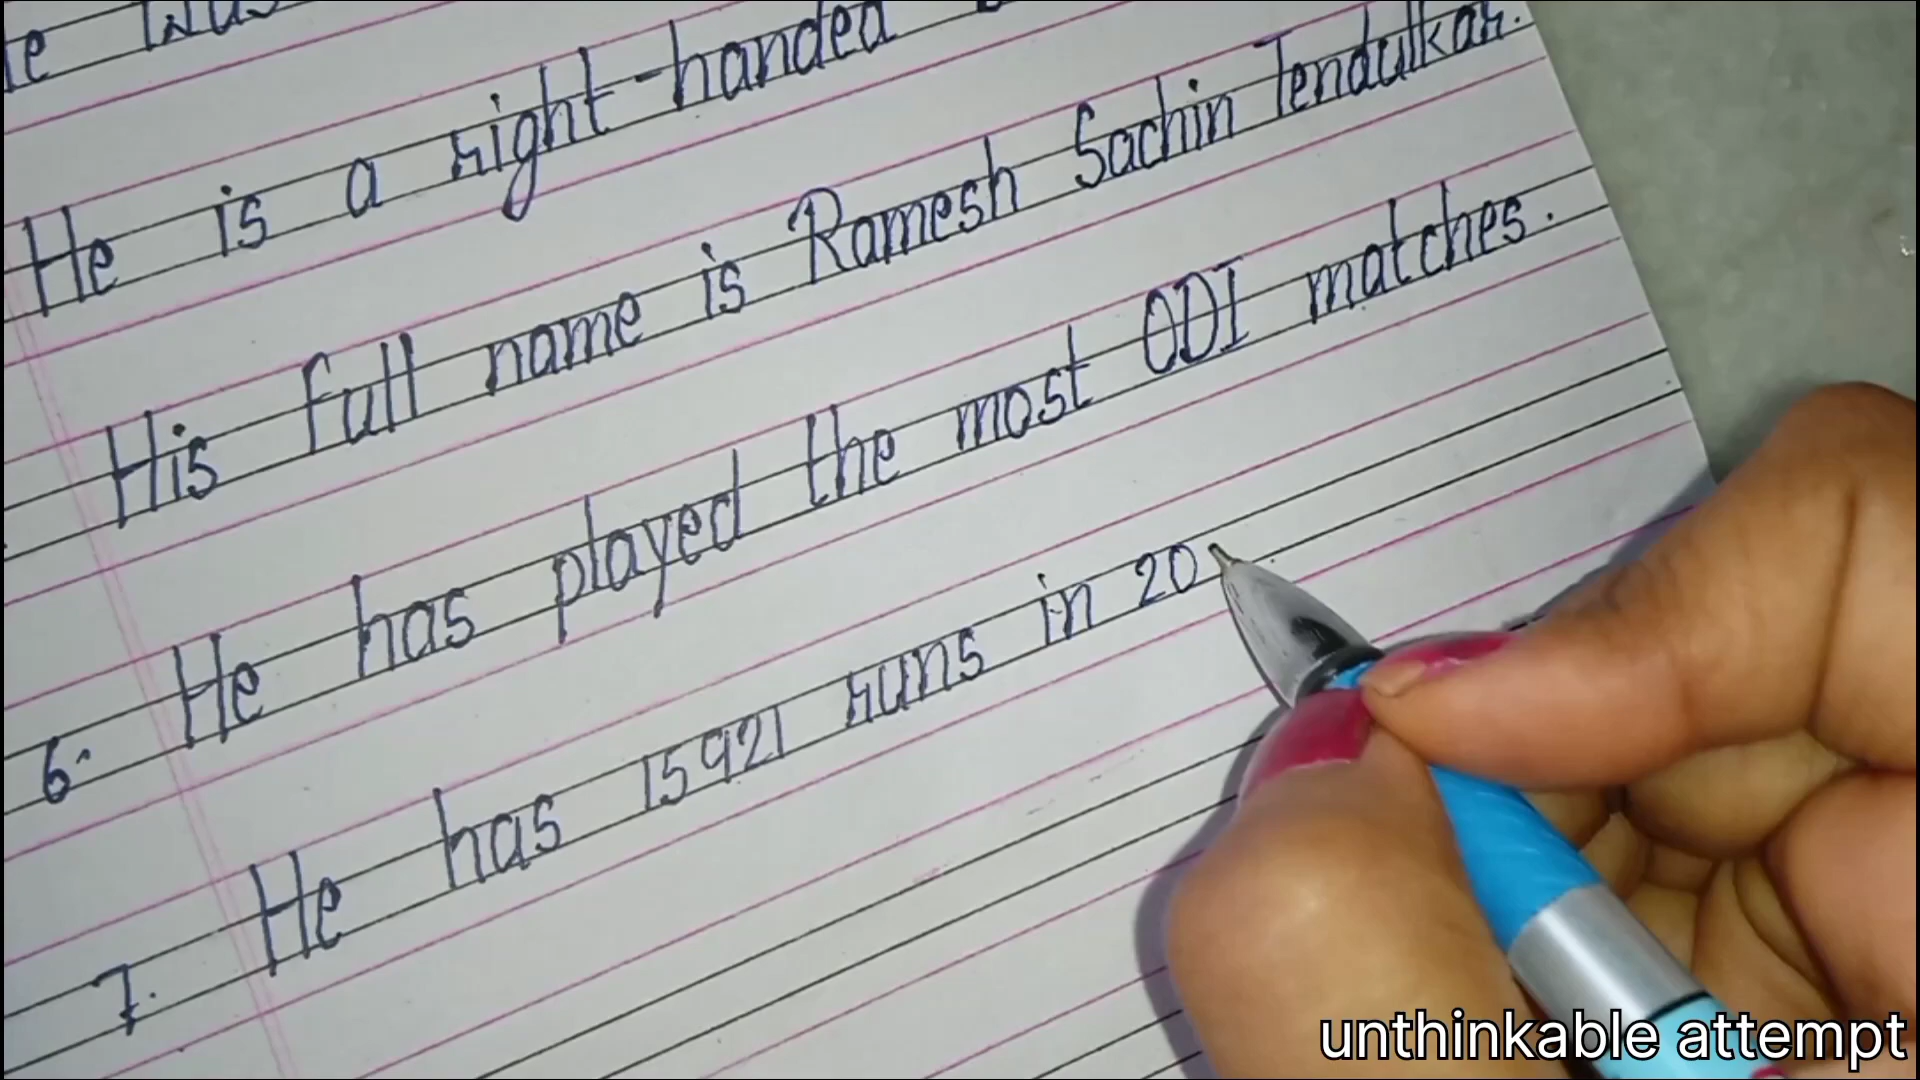 He is a right-handed
His full name is Ramesh Sachin Tendulkar.
6. He has played the most ODI matches.
7. He has 15921 runs in 20
unthinkable attempt